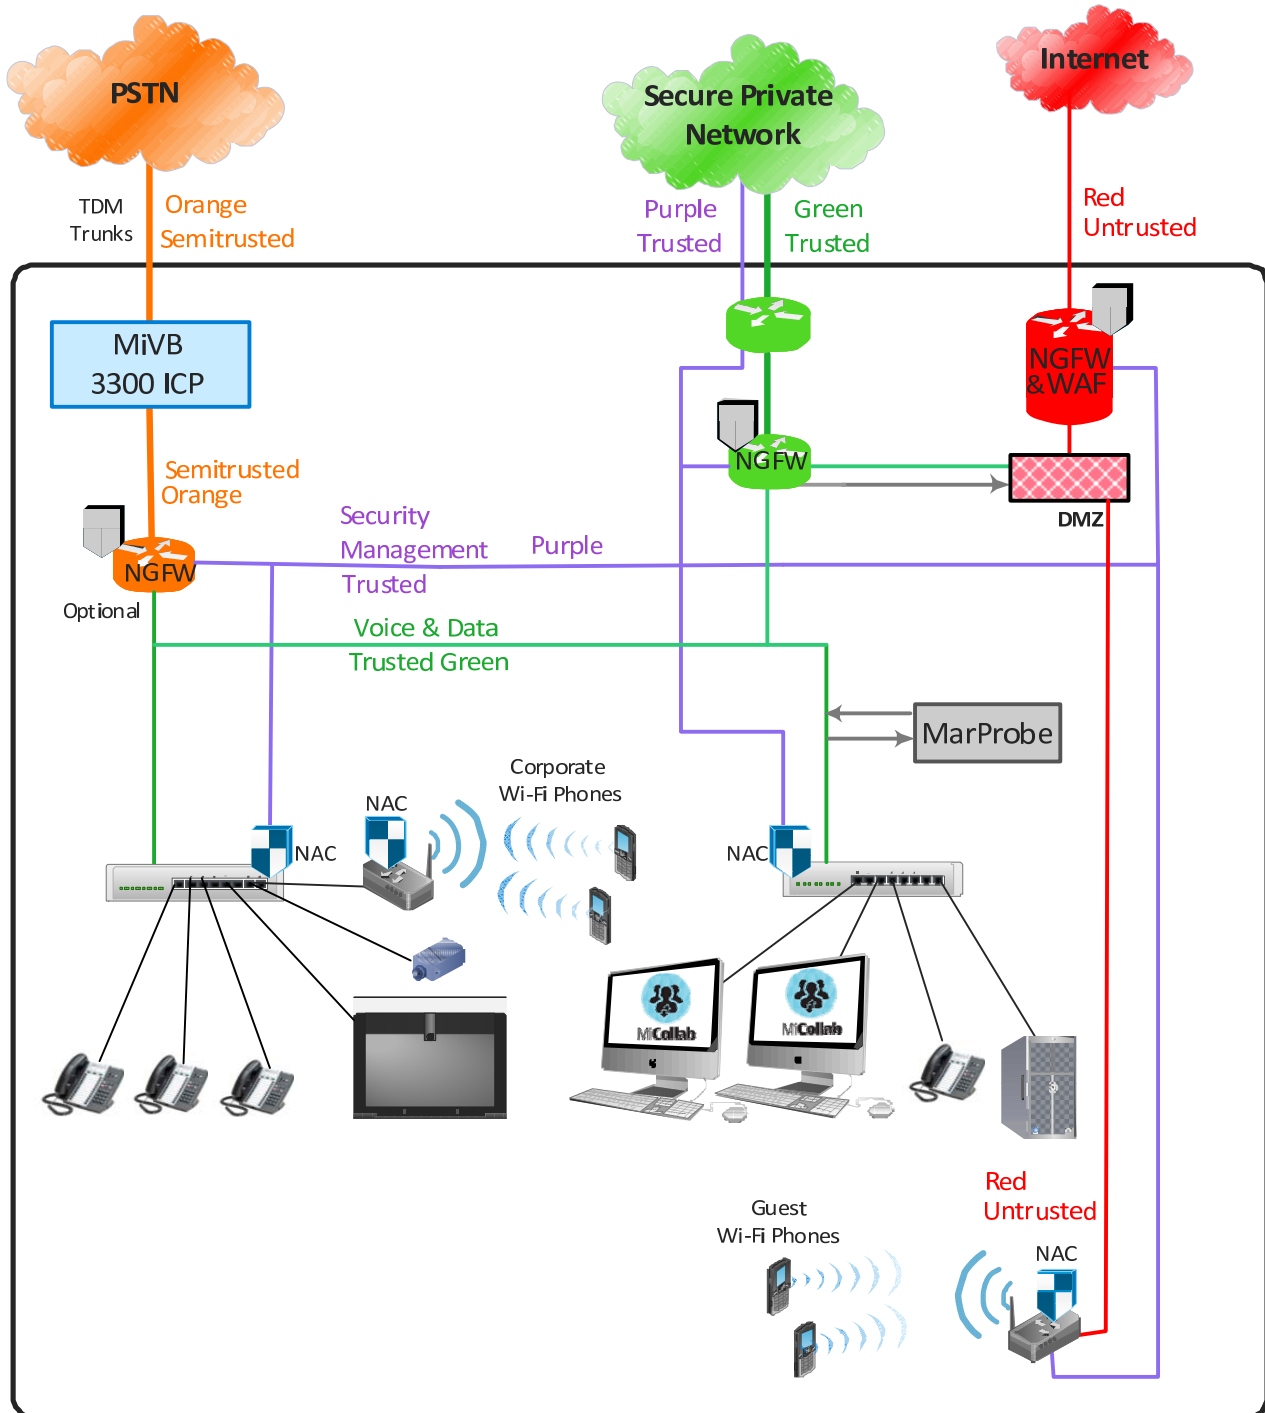 PSTN
Secure Private
Network
Internet
TDM
Trunks
Orange
Semitrusted
Purple
Trusted
Green
Trusted
Red
Untrusted
MiVB
3300 ICP
NGFW
& WAF
NGFW
DMZ
Semitrusted
Orange
NGFW
Optional
Security
Management
Trusted
Purple
Voice & Data
Trusted Green
MarProbe
Corporate
Wi-Fi Phones
NAC
NAC
NAC
MiCollab
MiCollab
Red
Untrusted
Guest
Wi-Fi Phones
NAC